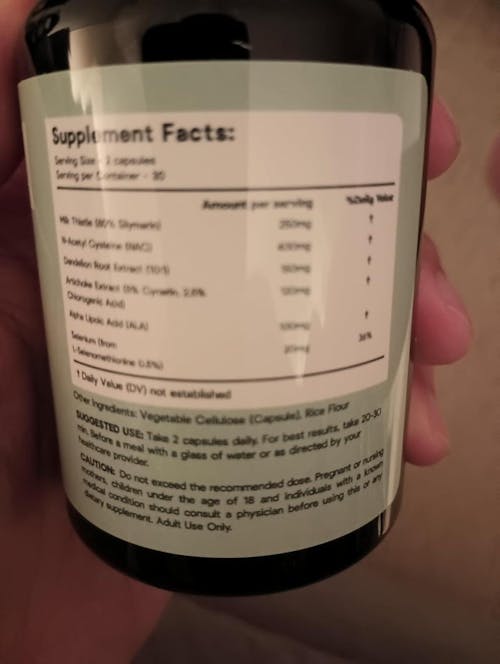 Supplement Facts:
Serving Size - 2 capsules
Serving per Container - 30
Amount per serving %Daily Value
Milk Thistle (80% Silymarin) 250mg †
N-Acetyl Cysteine (NAC) †
Dandelion Root Extract (10:1) †
Artichoke Extract (5% Cynarin, 2.5% †
Chlorogenic Acid)
Alpha Lipoic Acid (ALA) 100mg †
Selenium (from 36%
L-Selenomethionine
† Daily Value (DV) not established
Other Ingredients: Vegetable Cellulose (Capsule), Rice Flour
SUGGESTED USE: Take 2 capsules daily. For best results, take 20-30
min. Before a meal with a glass of water or as directed by your
healthcare provider.
CAUTION: Do not exceed the recommended dose. Pregnant or nursing
mothers, children under the age of 18 and individuals with a known
medical condition should consult a physician before using this or any
dietary supplement. Adult Use Only.